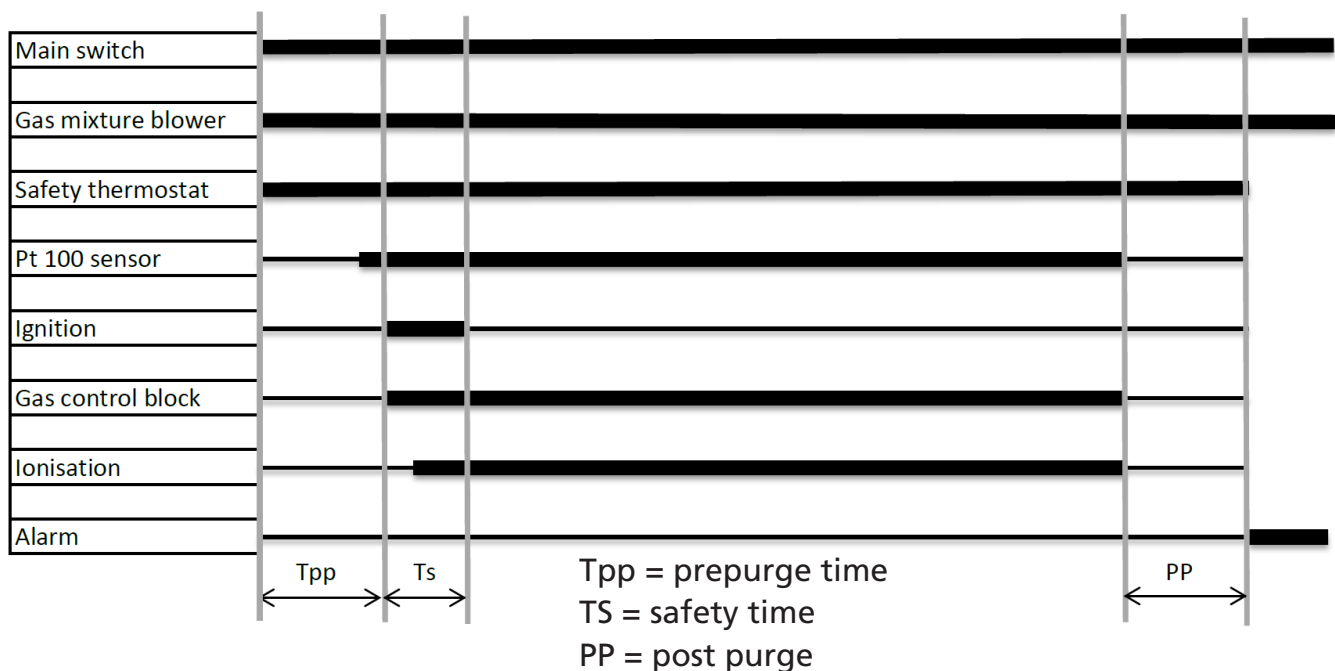 Main switch
Gas mixture blower
Safety thermostat
Pt 100 sensor
Ignition
Gas control block
Ionisation
Alarm
Tpp
Ts
PP
Tpp = prepurge time
TS = safety time
PP = post purge